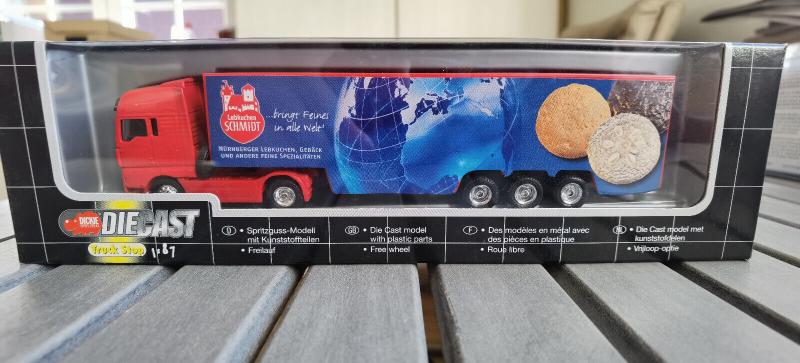 Lebkuchen
SCHMIDT
...bringt Feines
in alle Welt!
NÜRNBERGER LEBKUCHEN, GEBÄCK
UND ANDERE FEINE SPEZIALITÄTEN
DICKIE
DIECAST
Truck Stop
1:87
D • Spritzguss-Modell
mit Kunststoffteilen
• Freilauf
GB • Die Cast model
with plastic parts
• Free wheel
F • Des modèles en métal avec
des pièces en plastique
• Roue libre
NL • Die Cast model met
kunststofdelen
• Vrijloop-optie